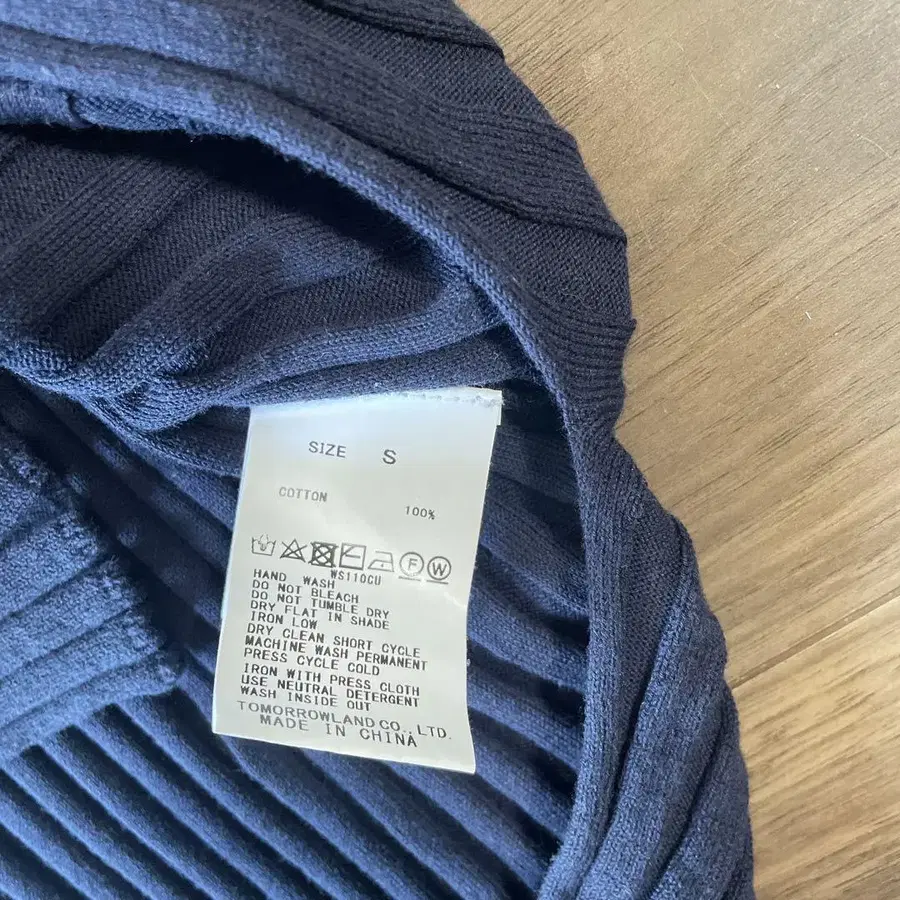 SIZE S
COTTON
100%
F W
WS110CU
HAND WASH
DO NOT BLEACH
DO NOT TUMBLE DRY
DRY FLAT IN SHADE
IRON LOW
DRY CLEAN SHORT CYCLE
MACHINE WASH PERMANENT
PRESS CYCLE COLD
IRON WITH PRESS CLOTH
USE NEUTRAL DETERGENT
WASH INSIDE OUT
TOMORROWLAND CO., LTD.
MADE IN CHINA